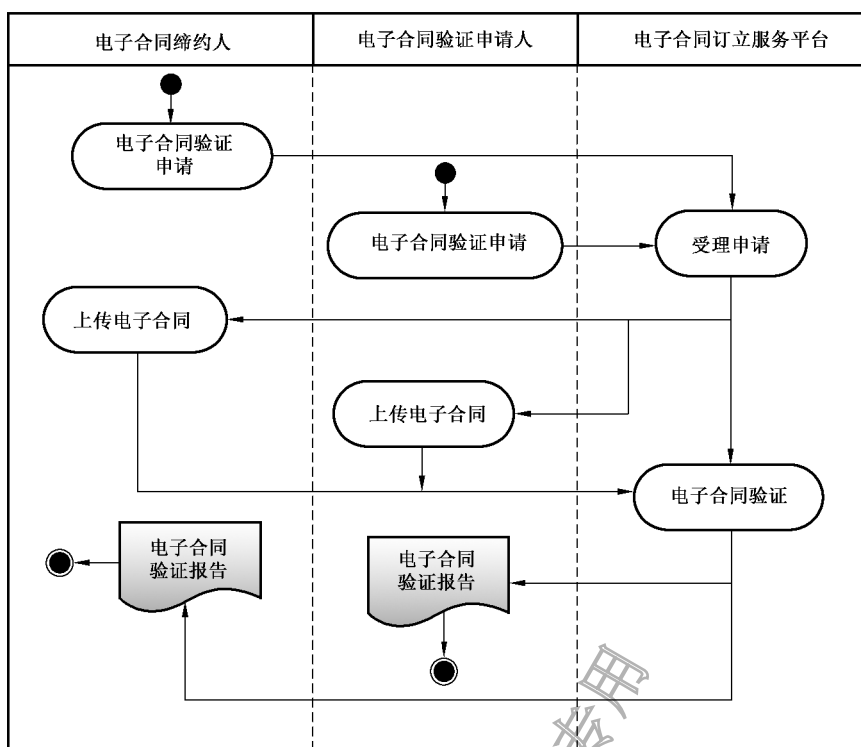 电子合同缔约人
电子合同验证申请人
电子合同订立服务平台
电子合同验证
申请
电子合同验证申请
受理申请
上传电子合同
上传电子合同
电子合同验证
电子合同
验证报告
电子合同
验证报告
专用